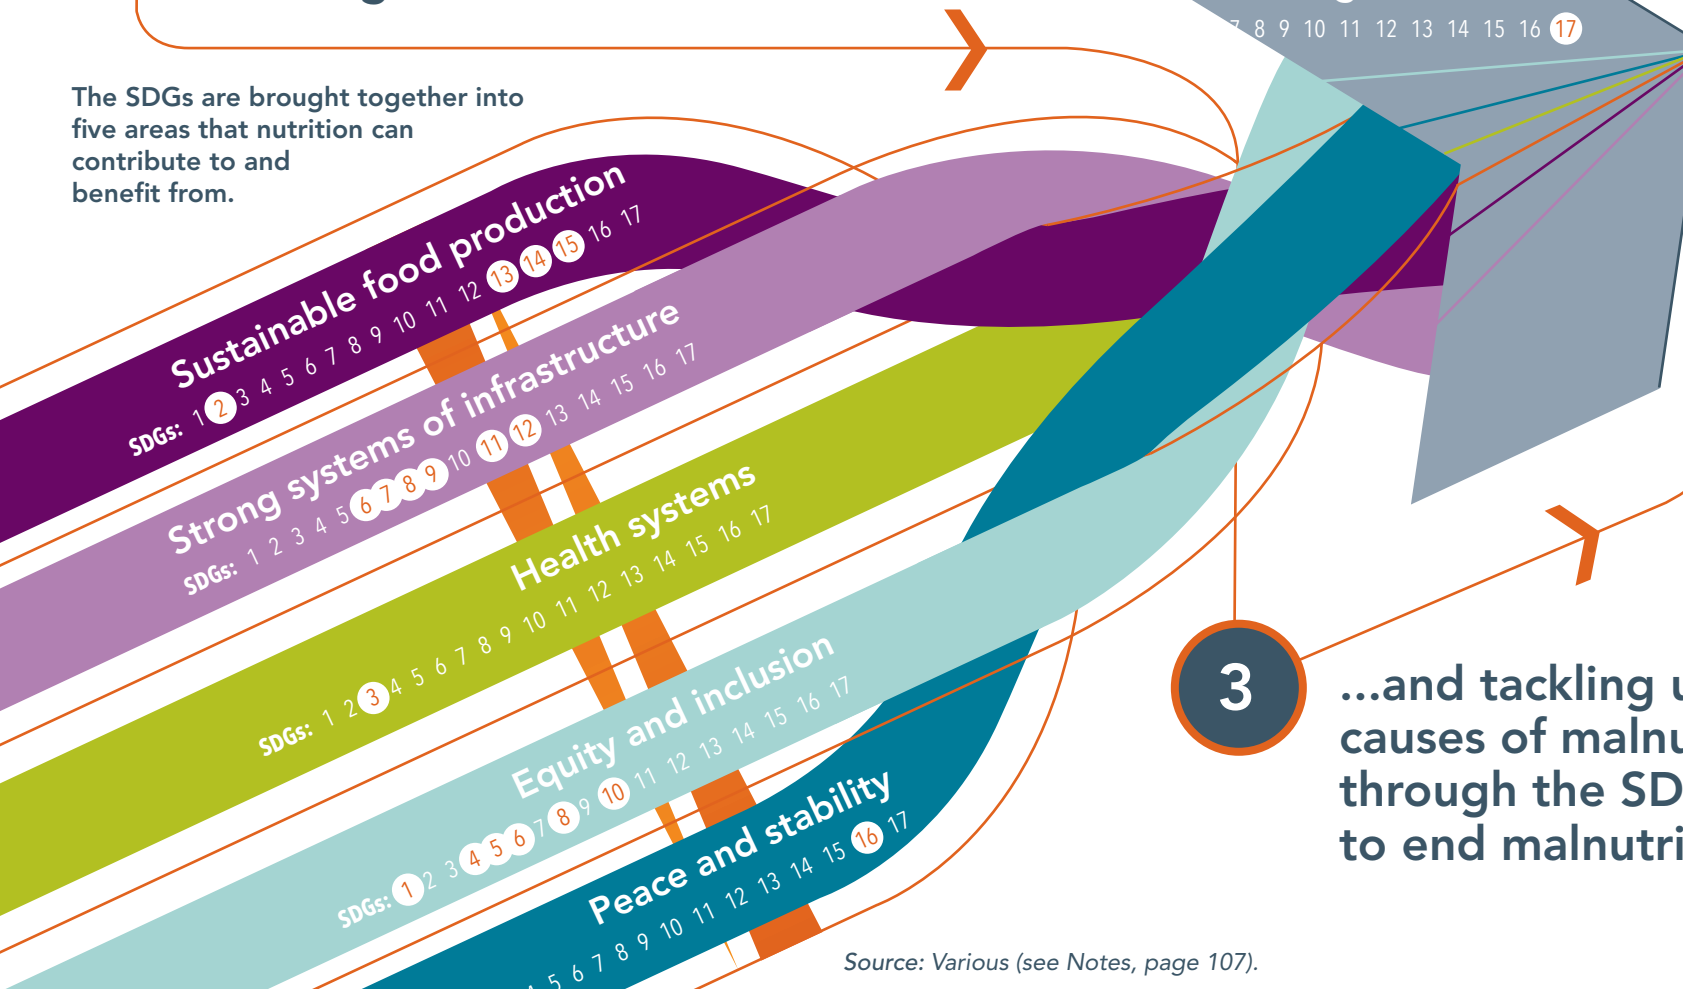 7 8 9 10 11 12 13 14 15 16 17
The SDGs are brought together into
five areas that nutrition can
contribute to and
benefit from.
Sustainable food production
SDGs: 1 2 3 4 5 6 7 8 9 10 11 12 13 14 15 16 17
Strong systems of infrastructure
SDGs: 1 2 3 4 5 6 7 8 9 10 11 12 13 14 15 16 17
Health systems
SDGs: 1 2 3 4 5 6 7 8 9 10 11 12 13 14 15 16 17
Equity and inclusion
SDGs: 1 2 3 4 5 6 7 8 9 10 11 12 13 14 15 16 17
Peace and stability
5 6 7 8 9 10 11 12 13 14 15 16 17
3
...and tackling
causes of
through the
to end
Source: Various (see Notes, page 107).